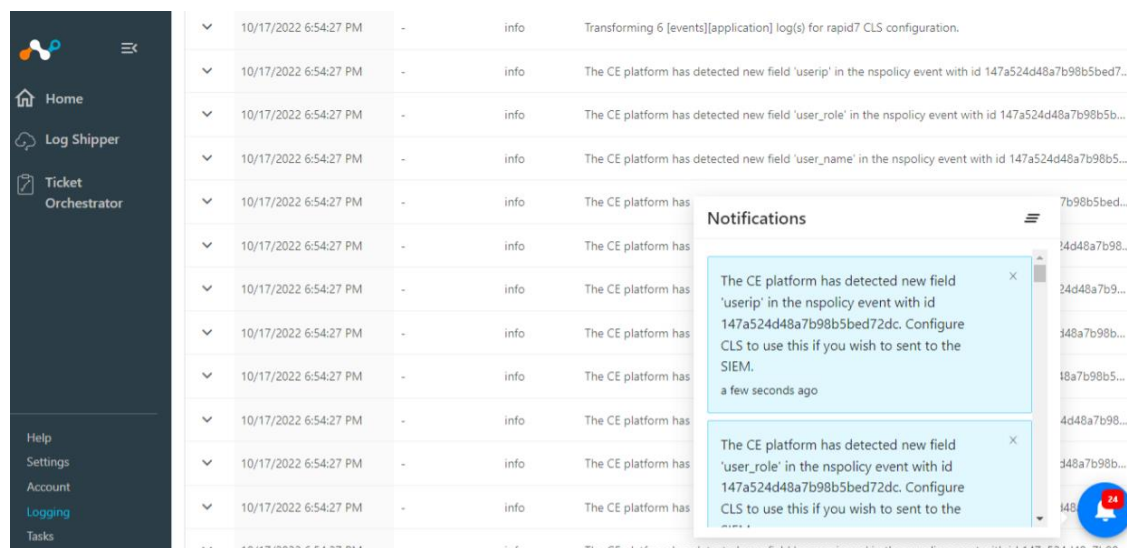 Home
Log Shipper
Ticket
Orchestrator
Help
Settings
Account
Logging
Tasks
10/17/2022 6:54:27 PM - info Transforming 6 [events][application] log(s) for rapid7 CLS configuration.
10/17/2022 6:54:27 PM - info The CE platform has detected new field 'userip' in the nspolicy event with id 147a524d48a7b98b5bed7...
10/17/2022 6:54:27 PM - info The CE platform has detected new field 'user_role' in the nspolicy event with id 147a524d48a7b98b5b...
10/17/2022 6:54:27 PM - info The CE platform has detected new field 'user_name' in the nspolicy event with id 147a524d48a7b98b5...
10/17/2022 6:54:27 PM - info The CE platform has 7b98b5bed...
10/17/2022 6:54:27 PM - info The CE platform has 24d48a7b98...
10/17/2022 6:54:27 PM - info The CE platform has 24d48a7b9...
10/17/2022 6:54:27 PM - info The CE platform has d48a7b98b...
10/17/2022 6:54:27 PM - info The CE platform has 48a7b98b5...
10/17/2022 6:54:27 PM - info The CE platform has 4d48a7b98...
10/17/2022 6:54:27 PM - info The CE platform has d48a7b98b...
10/17/2022 6:54:27 PM - info The CE platform has
Notifications
The CE platform has detected new field
'userip' in the nspolicy event with id
147a524d48a7b98b5bed72dc. Configure
CLS to use this if you wish to sent to the
SIEM.
a few seconds ago
The CE platform has detected new field
'user_role' in the nspolicy event with id
147a524d48a7b98b5bed72dc. Configure
CLS to use this if you wish to sent to the
24